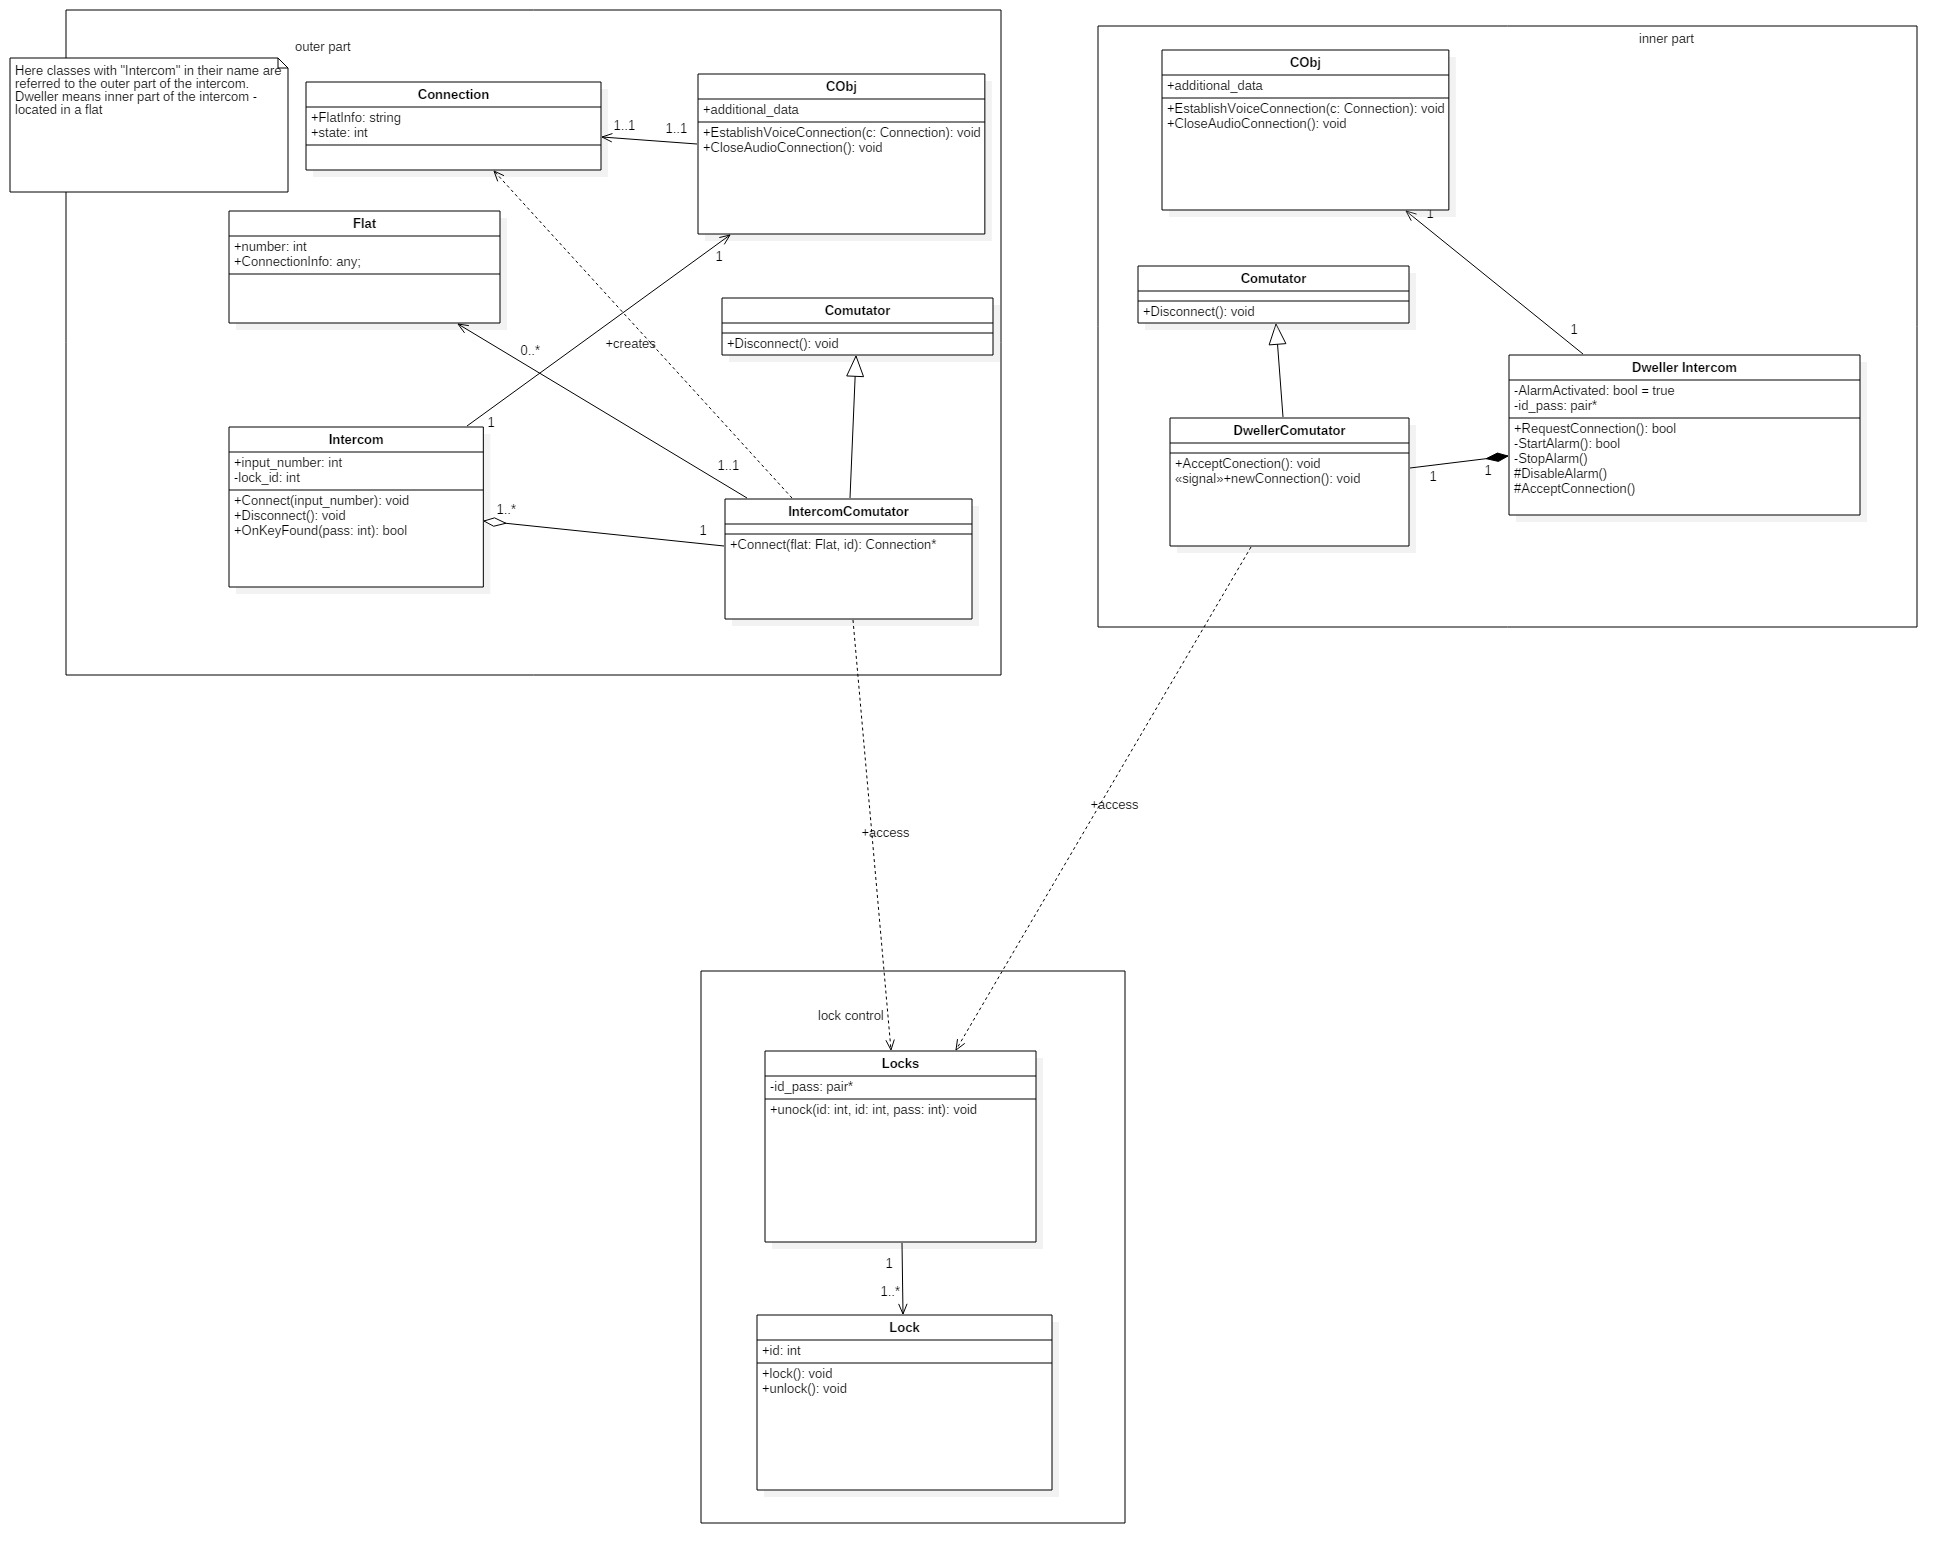 outer part
Here classes with "Intercom" in their name are
referred to the outer part of the intercom.
Dweller means inner part of the intercom -
located in a flat
Connection
+FlatInfo: string
+state: int
1..1
1..1
CObj
+additional_data
+EstablishVoiceConnection(c: Connection): void
+CloseAudioConnection(): void
Flat
+number: int
+ConnectionInfo: any;
1
Comutator
+Disconnect(): void
+creates
0..*
1
Intercom
+input_number: int
-lock_id: int
+Connect(input_number): void
+Disconnect(): void
+OnKeyFound(pass: int): bool
1..1
1..*
1
IntercomComutator
+Connect(flat: Flat, id): Connection*
inner part
CObj
+additional_data
+EstablishVoiceConnection(c: Connection): void
+CloseAudioConnection(): void
1
Comutator
+Disconnect(): void
1
Dweller Intercom
-AlarmActivated: bool = true
-id_pass: pair*
+RequestConnection(): bool
-StartAlarm(): bool
-StopAlarm()
#DisableAlarm()
#AcceptConnection()
DwellerComutator
+AcceptConection(): void
«signal»+newConnection(): void
1
1
+access
+access
lock control
Locks
-id_pass: pair*
+unock(id: int, id: int, pass: int): void
1
1..*
Lock
+id: int
+lock(): void
+unlock(): void